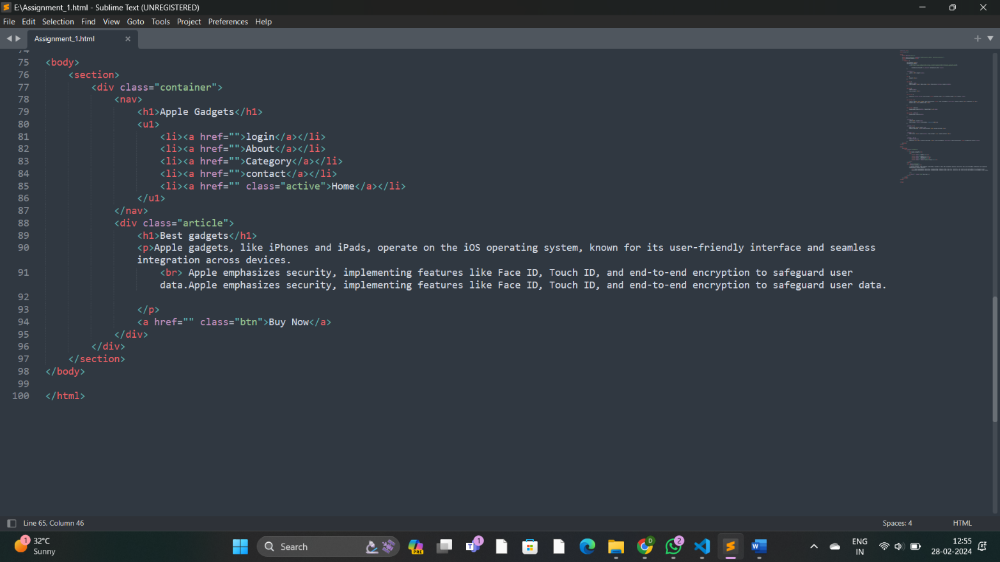 E:\Assignment_1.html - Sublime Text (UNREGISTERED)
File Edit Selection Find View Goto Tools Project Preferences Help
Assignment_1.html
74
75 <body>
76 <section>
77 <div class="container">
78 <nav>
79 <h1>Apple Gadgets</h1>
80 <u1>
81 <li><a href="">login</a></li>
82 <li><a href="">About</a></li>
83 <li><a href="">Category</a></li>
84 <li><a href="">contact</a></li>
85 <li><a href="" class="active">Home</a></li>
86 </u1>
87 </nav>
88 <div class="article">
89 <h1>Best gadgets</h1>
90 <p>Apple gadgets, like iPhones and iPads, operate on the iOS operating system, known for its user-friendly interface and seamless
integration across devices.
91 <br> Apple emphasizes security, implementing features like Face ID, Touch ID, and end-to-end encryption to safeguard user
data.Apple emphasizes security, implementing features like Face ID, Touch ID, and end-to-end encryption to safeguard user data.
92
93 </p>
94 <a href="" class="btn">Buy Now</a>
95 </div>
96 </div>
97 </section>
98 </body>
99
100 </html>
Line 65, Column 46 Spaces: 4 HTML
1 32°C
Sunny
Search
PRE
1
D
2
ENG
IN
12:55
28-02-2024